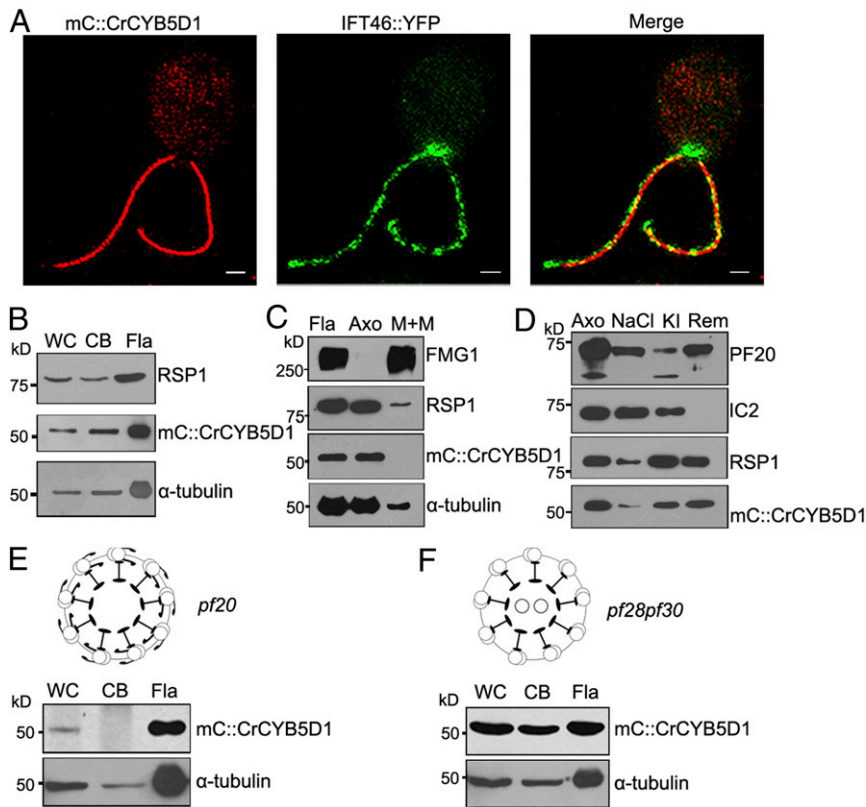 A
mC::CrCYB5D1 IFT46::YFP Merge
B
kD WC CB Fla
75 RSP1
50 mC::CrCYB5D1
50 α-tubulin
C
kD Fla Axo M+M
250 FMG1
75 RSP1
50 mC::CrCYB5D1
50 α-tubulin
D
kD Axo NaCl KI Rem
75 PF20
75 IC2
75 RSP1
50 mC::CrCYB5D1
E
pf20
kD WC CB Fla
50 mC::CrCYB5D1
50 α-tubulin
F
pf28pf30
kD WC CB Fla
50 mC::CrCYB5D1
50 α-tubulin